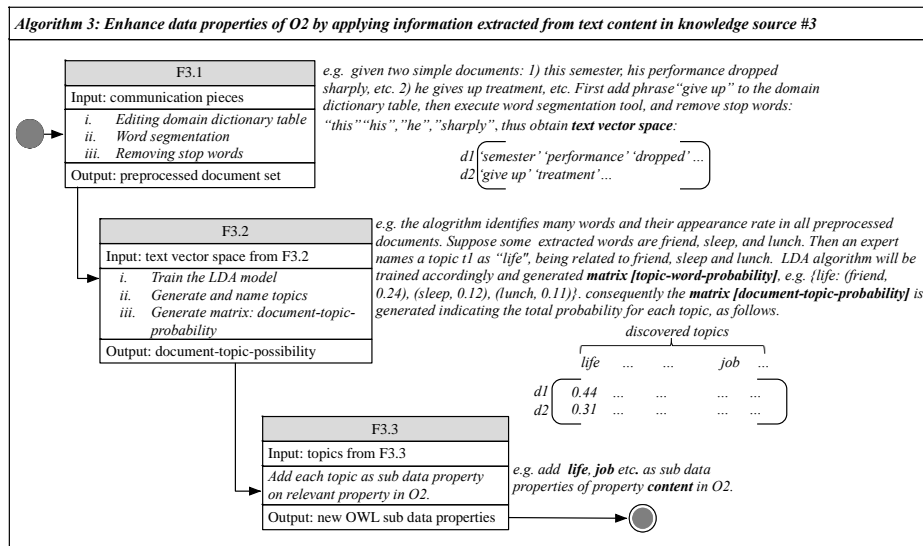 Algorithm 3: Enhance data properties of O2 by applying information extracted from text content in knowledge source #3
F3.1
Input: communication pieces
i. Editing domain dictionary table
ii. Word segmentation
iii. Removing stop words
Output: preprocessed document set
e.g. given two simple documents: 1) this semester, his performance dropped
sharply, etc. 2) he gives up treatment, etc. First add phrase“give up” to the domain
dictionary table, then execute word segmentation tool, and remove stop words:
“this”“his”,”he”,”sharply”, thus obtain text vector space:
d1 ‘semester’ ‘performance’ ‘dropped’ ...
d2 ‘give up’ ‘treatment’...
F3.2
Input: text vector space from F3.2
i. Train the LDA model
ii. Generate and name topics
iii. Generate matrix: document-topic-
probability
Output: document-topic-possibility
e.g. the alogrithm identifies many words and their appearance rate in all preprocessed
documents. Suppose some extracted words are friend, sleep, and lunch. Then an expert
names a topic t1 as “life", being related to friend, sleep and lunch. LDA algorithm will be
trained accordingly and generated matrix [topic-word-probability], e.g. {life: (friend,
0.24), (sleep, 0.12), (lunch, 0.11)}. consequently the matrix [document-topic-probability] is
generated indicating the total probability for each topic, as follows.
discovered topics
life ... ... job ...
d1 0.44 ... ... ... ...
d2 0.31 ... ... ... ...
F3.3
Input: topics from F3.3
Add each topic as sub data property
on relevant property in O2.
Output: new OWL sub data properties
e.g. add life, job etc. as sub data
properties of property content in O2.